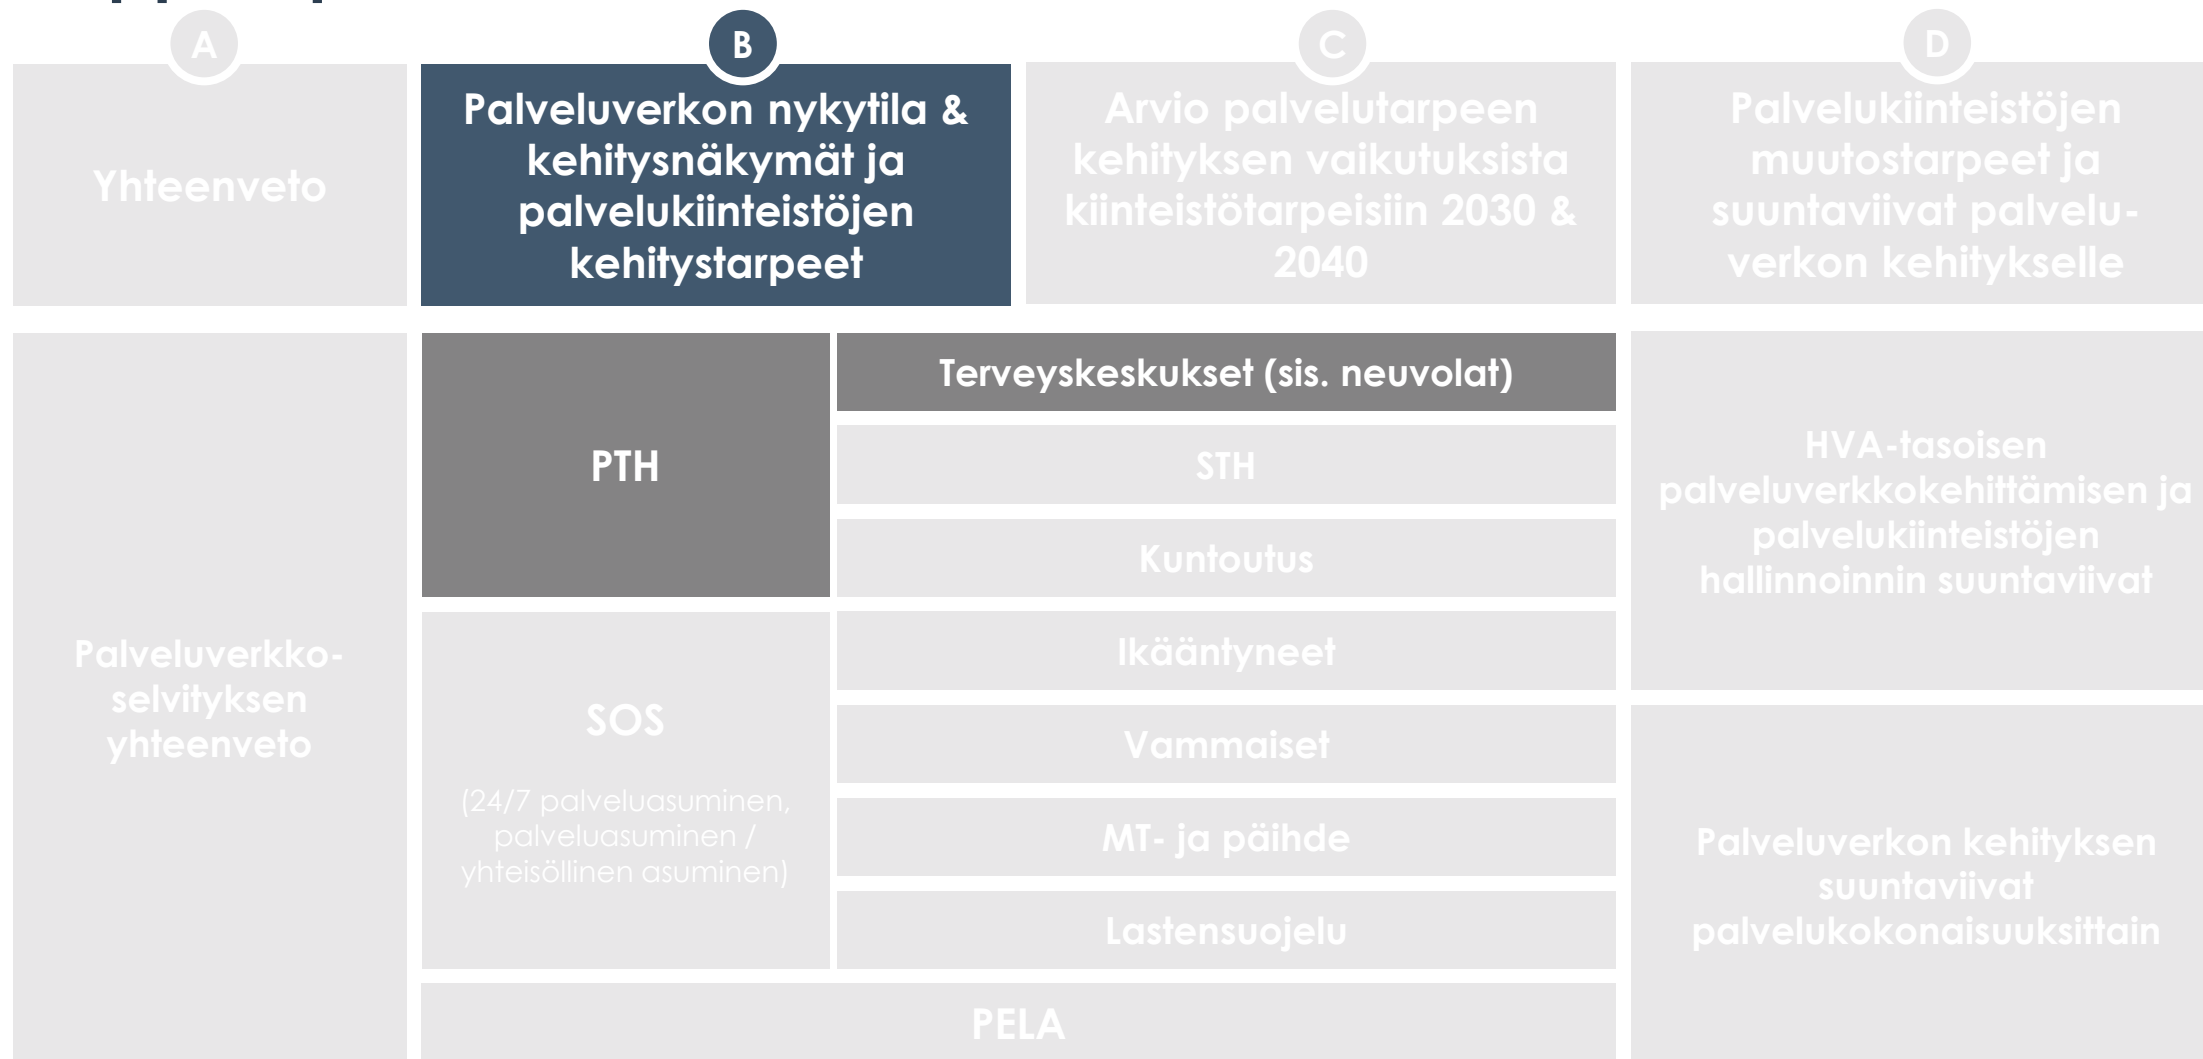 A
Yhteenveto
B
Palveluverkon nykytila &
kehitysnäkymät ja
palvelukiinteistöjen
kehitystarpeet
C
Arvio palvelutarpeen
kehityksen vaikutuksista
kiinteistötarpeisiin 2030 &
2040
D
Palvelukiinteistöjen
muutostarpeet ja
suuntaviivat palvelu-
verkon kehitykselle
Palveluverkko-
selvityksen
yhteenveto
PTH
Terveyskeskukset (sis. neuvolat)
STH
Kuntoutus
SOS
(24/7 palveluasuminen,
palveluasuminen /
yhteisöllinen asuminen)
Ikääntyneet
Vammaiset
MT- ja päihde
Lastensuojelu
PELA
HVA-tasoisen
palveluverkkokehittämisen ja
palvelukiinteistöjen
hallinnoinnin suuntaviivat
Palveluverkon kehityksen
suuntaviivat
palvelukokonaisuuksittain